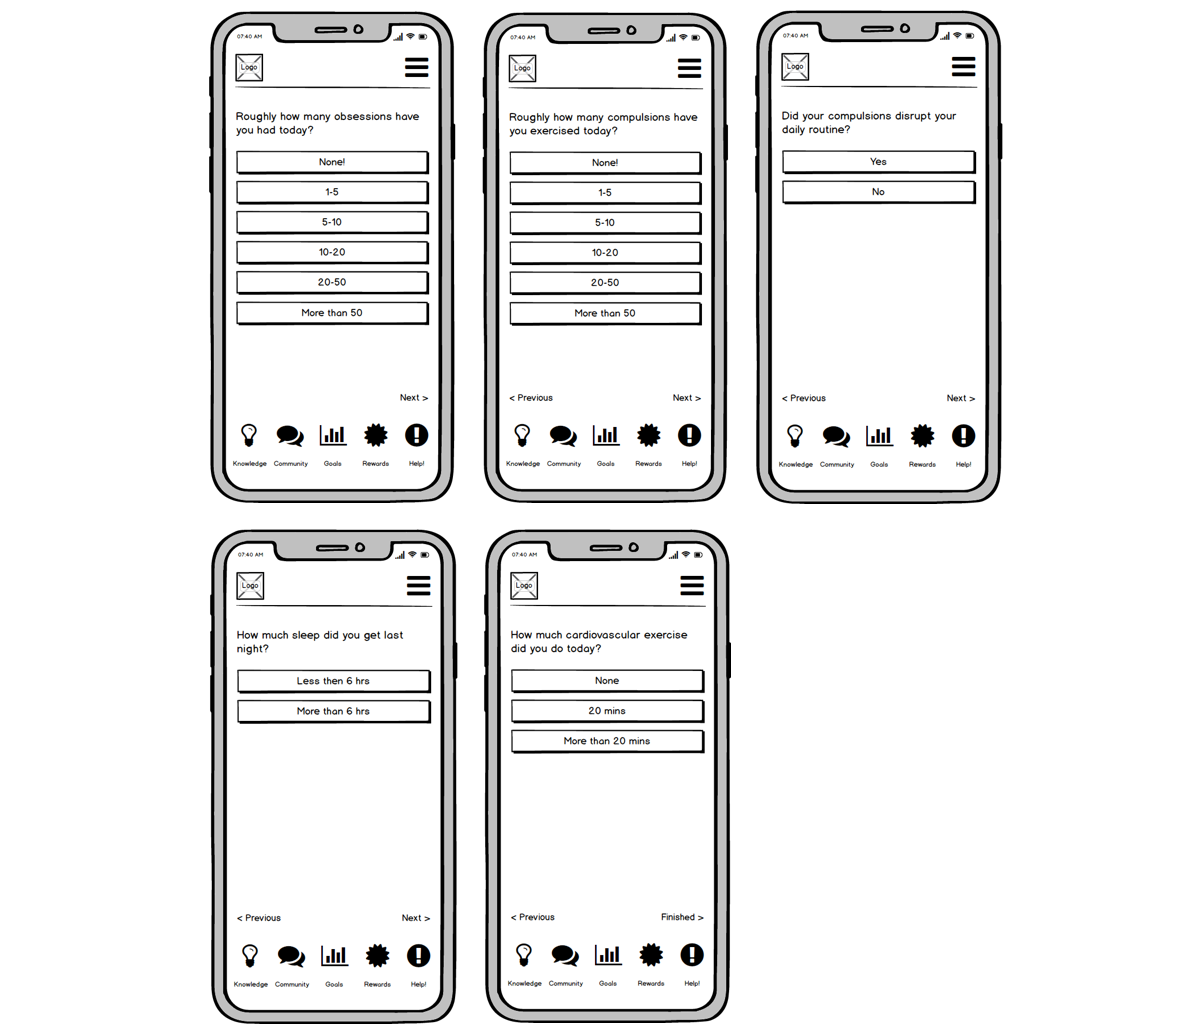 07:40 AM
Logo
Roughly how many obsessions have
you had today?
None!
1-5
5-10
10-20
20-50
More than 50
Next >
Knowledge Community Goals Rewards Help!
07:40 AM
Logo
Roughly how many compulsions have
you exercised today?
None!
1-5
5-10
10-20
20-50
More than 50
< Previous Next >
Knowledge Community Goals Rewards Help!
07:40 AM
Logo
Did your compulsions disrupt your
daily routine?
Yes
No
< Previous Next >
Knowledge Community Goals Rewards Help!
07:40 AM
Logo
How much sleep did you get last
night?
Less then 6 hrs
More than 6 hrs
< Previous Next >
Knowledge Community Goals Rewards Help!
07:40 AM
Logo
How much cardiovascular exercise
did you do today?
None
20 mins
More than 20 mins
< Previous Finished >
Knowledge Community Goals Rewards Help!